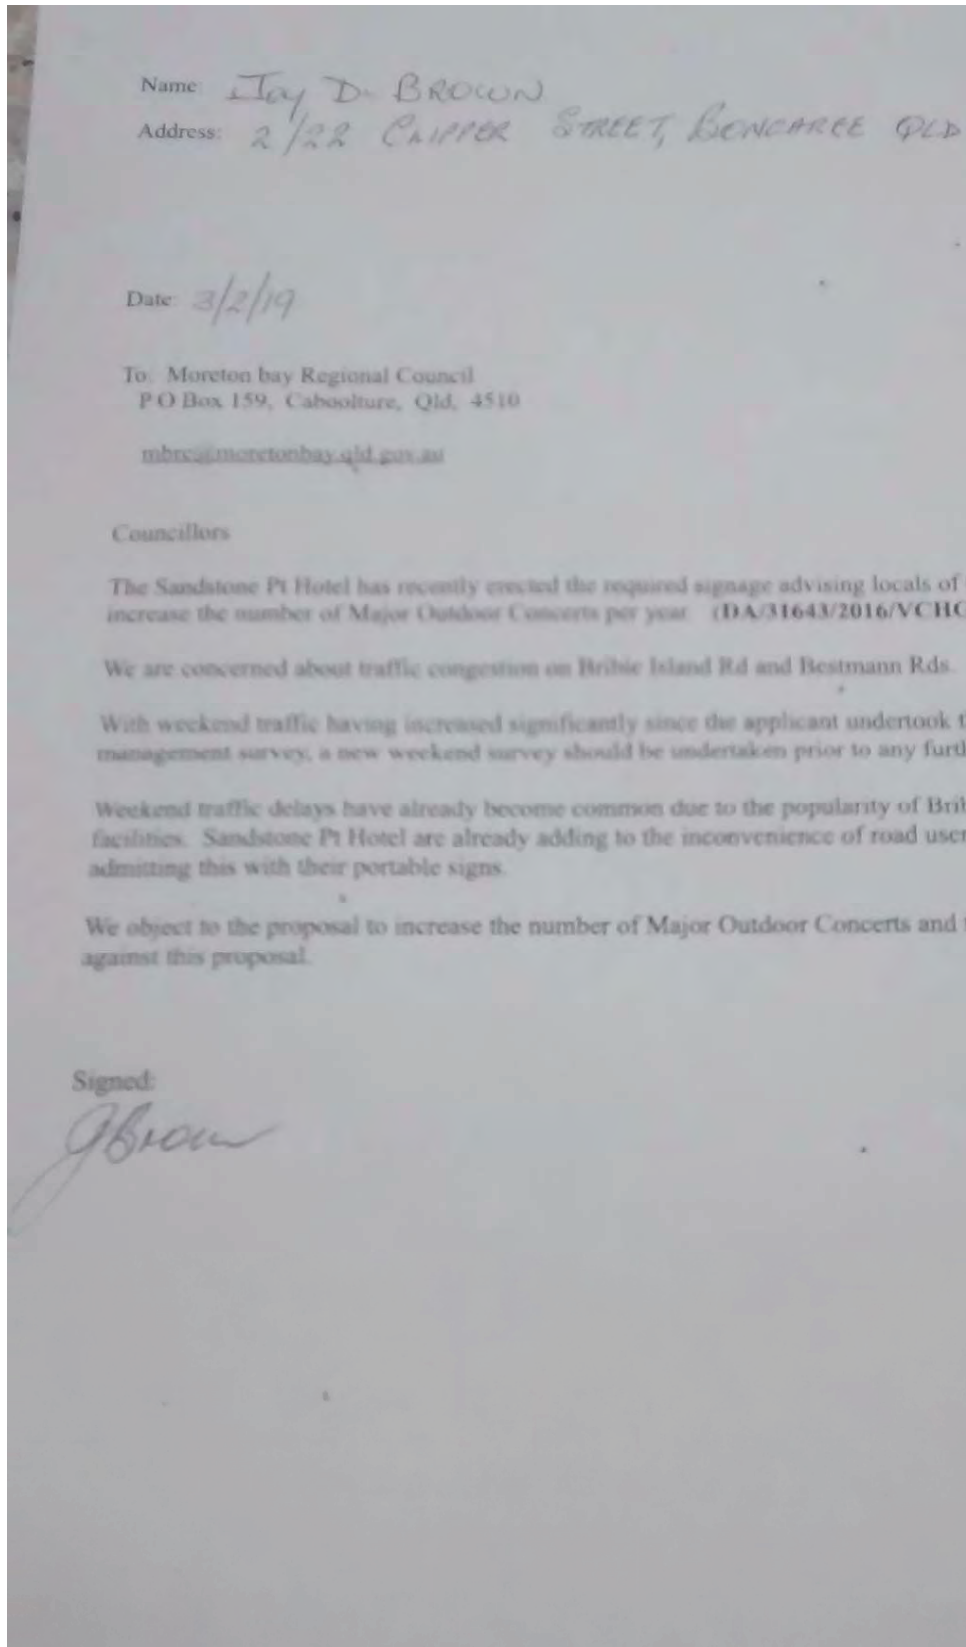 Name: Joy D. BROWN
Address: 2/22 CLIPPER STREET, BONGAREE QLD
Date: 3/2/19
To: Moreton bay Regional Council
P O Box 159, Caboolture, Qld, 4510
mbrc@moretonbay.qld.gov.au
Councillors
The Sandstone Pt Hotel has recently erected the required signage advising locals of
increase the number of Major Outdoor Concerts per year. (DA/31643/2016/VCHG
We are concerned about traffic congestion on Bribie Island Rd and Bestmann Rds.
With weekend traffic having increased significantly since the applicant undertook t
management survey, a new weekend survey should be undertaken prior to any furth
Weekend traffic delays have already become common due to the popularity of Brib
facilities. Sandstone Pt Hotel are already adding to the inconvenience of road user
admitting this with their portable signs.
We object to the proposal to increase the number of Major Outdoor Concerts and
against this proposal.
Signed:
JBrown